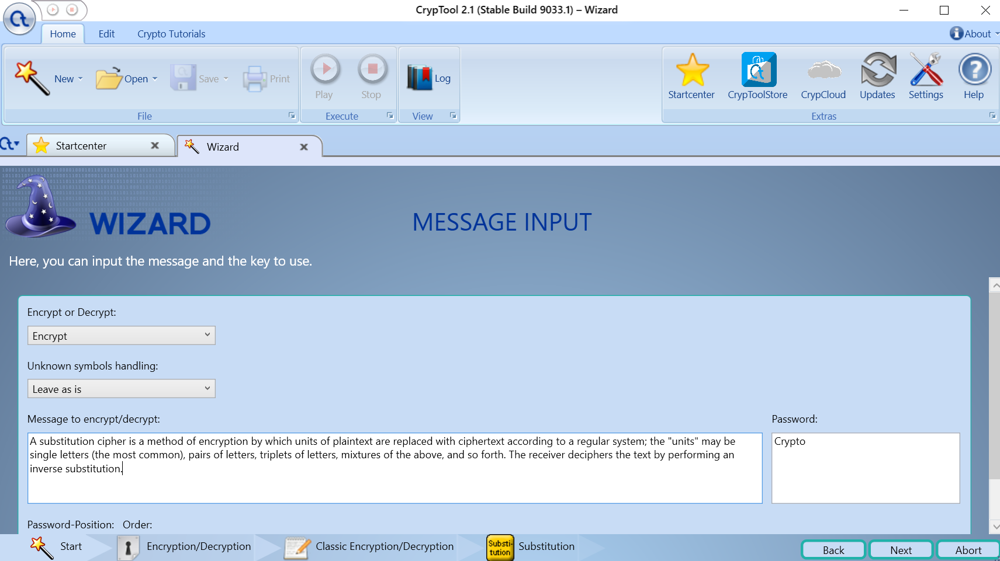 CrypTool 2.1 (Stable Build 9033.1) – Wizard
Home Edit Crypto Tutorials About
New Open Save Print Play Stop Log Startcenter CrypToolStore CrypCloud Updates Settings Help
File Execute View Extras
Startcenter Wizard
WIZARD
MESSAGE INPUT
Here, you can input the message and the key to use.
Encrypt or Decrypt:
Encrypt
Unknown symbols handling:
Leave as is
Message to encrypt/decrypt: Password:
A substitution cipher is a method of encryption by which units of plaintext are replaced with ciphertext according to a regular system; the "units" may be
single letters (the most common), pairs of letters, triplets of letters, mixtures of the above, and so forth. The receiver deciphers the text by performing an
inverse substitution.
Crypto
Password-Position: Order:
Start Encryption/Decryption Classic Encryption/Decryption Substi-
tution Substitution
Back Next Abort